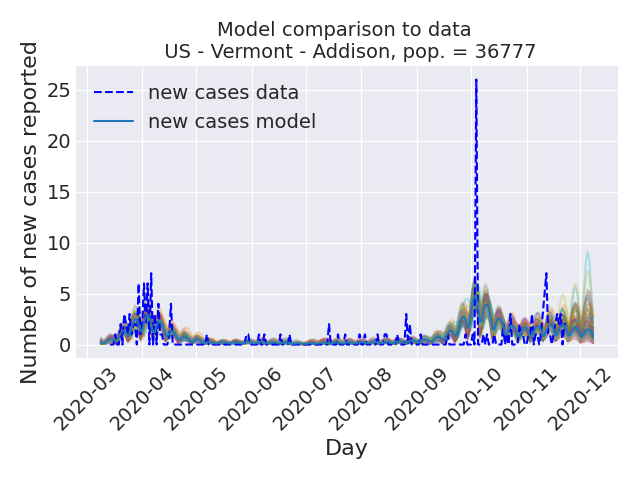 Model comparison to data
US - Vermont - Addison, pop. = 36777
Number of new cases reported
25
20
15
10
5
0
new cases data
new cases model
2020-03
2020-04
2020-05
2020-06
2020-07
2020-08
2020-09
2020-10
2020-11
2020-12
Day